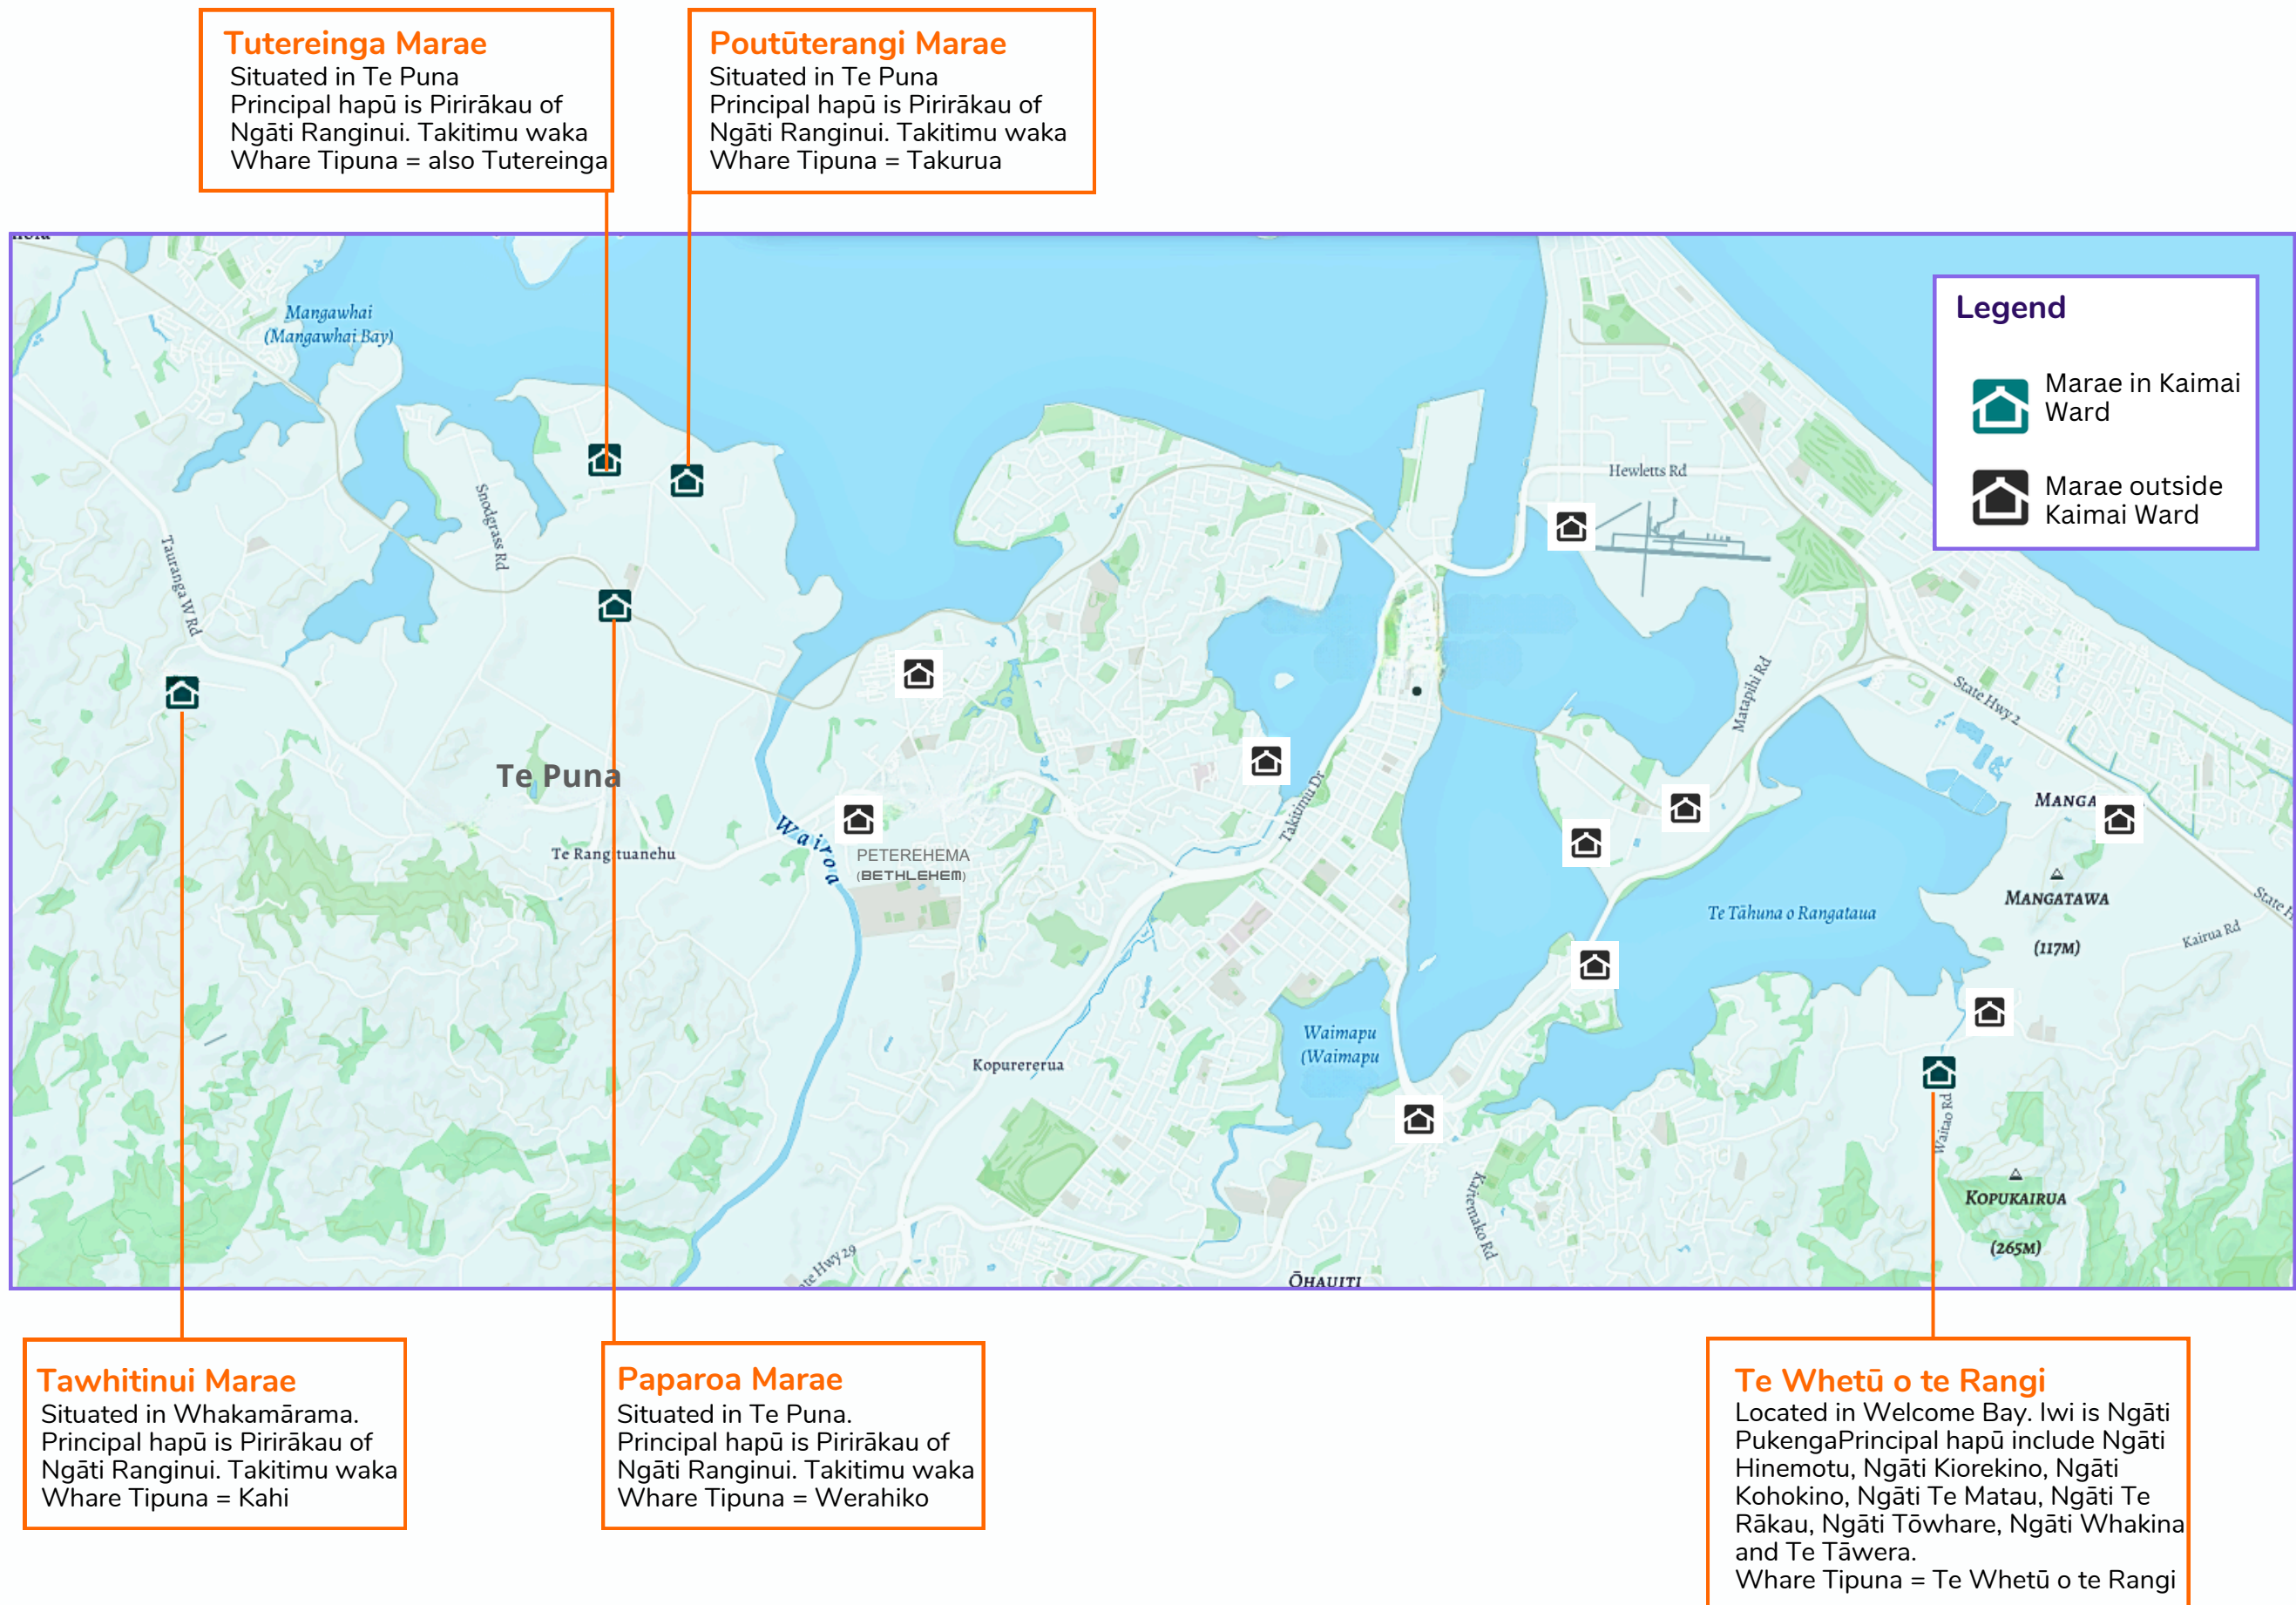 Tutereinga Marae
Situated in Te Puna
Principal hapū is Pirirākau of
Ngāti Ranginui. Takitimu waka
Whare Tipuna = also Tutereinga
Poutūterangi Marae
Situated in Te Puna
Principal hapū is Pirirākau of
Ngāti Ranginui. Takitimu waka
Whare Tipuna = Takurua
Mangawhai
(Mangawhai Bay)
Legend
Marae in Kaimai
Ward
Marae outside
Kaimai Ward
Hewletts Rd
Snodgrass Rd
Tauranga W Rd
Matapihi Rd
State Hwy 2
Te Puna
Takitimu Dr
MANGA
Wairoa
Te Rangituanehu
PETEREHEMA
(BETHLEHEM)
MANGATAWA
(117M)
Te Tāhuna o Rangataua
State H
Kairua Rd
Waimapu
(Waimapu
Kopurererua
Waitao Rd
Kaitemako Rd
KOPUKAIRUA
(265M)
te Hwy 29
ŌHAUITI
Tawhitinui Marae
Situated in Whakamārama.
Principal hapū is Pirirākau of
Ngāti Ranginui. Takitimu waka
Whare Tipuna = Kahi
Paparoa Marae
Situated in Te Puna.
Principal hapū is Pirirākau of
Ngāti Ranginui. Takitimu waka
Whare Tipuna = Werahiko
Te Whetū o te Rangi
Located in Welcome Bay. Iwi is Ngāti
PukengaPrincipal hapū include Ngāti
Hinemotu, Ngāti Kiorekino, Ngāti
Kohokino, Ngāti Te Matau, Ngāti Te
Rākau, Ngāti Tōwhare, Ngāti Whakina
and Te Tāwera.
Whare Tipuna = Te Whetū o te Rangi